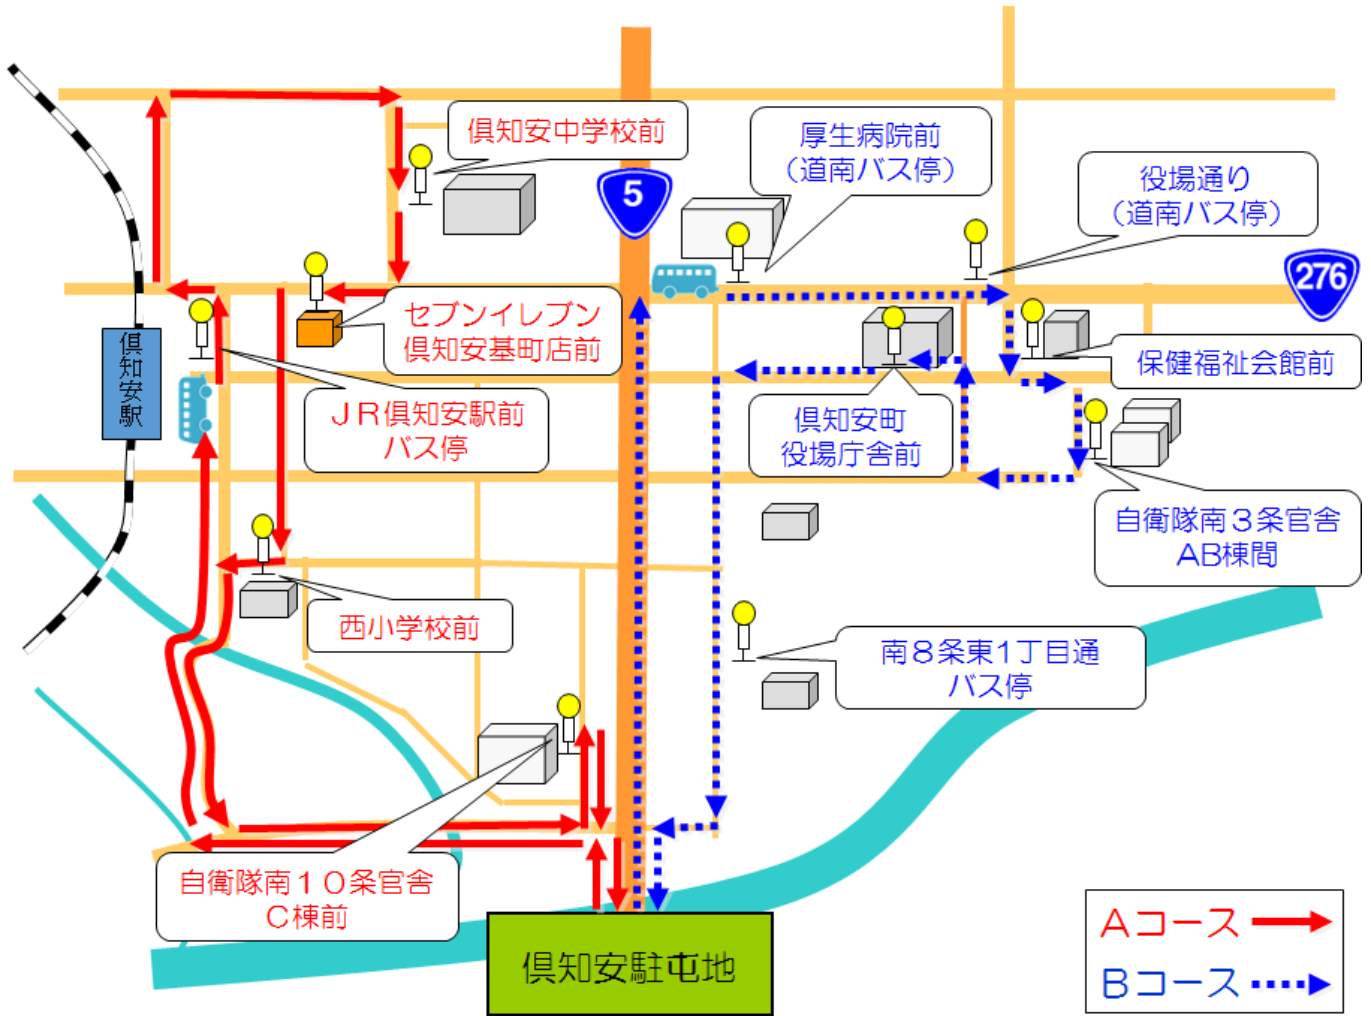 倶知安中学校前
厚生病院前
（道南バス停）
役場通り
（道南バス停）
5
276
セブンイレブン
倶知安基町店前
倶知安駅
保健福祉会館前
JR倶知安駅前
バス停
倶知安町
役場庁舎前
自衛隊南３条官舎
AB棟間
西小学校前
南８条東1丁目通
バス停
自衛隊南１０条官舎
C棟前
倶知安駐屯地
Aコース
Bコース